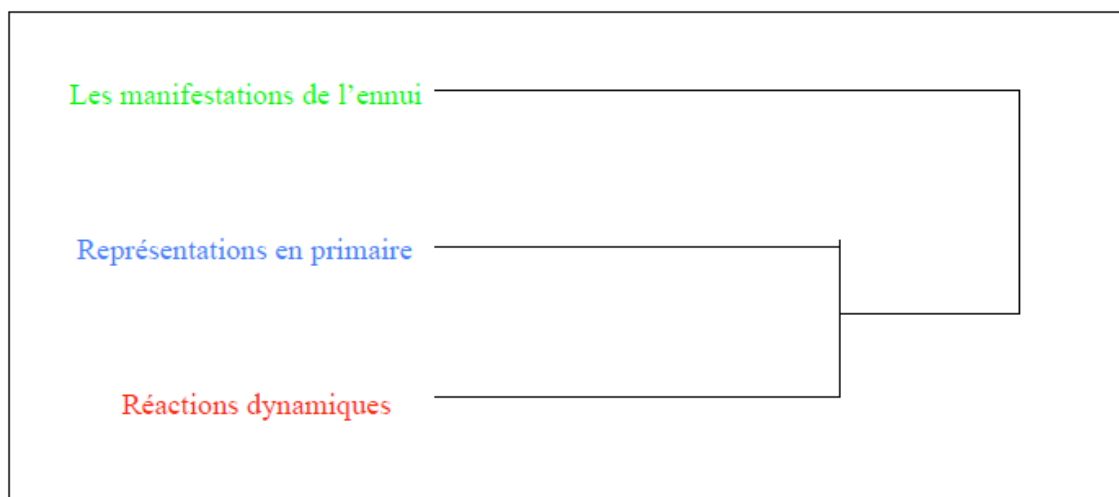 Les manifestations de l’ennui
Représentations en primaire
Réactions dynamiques